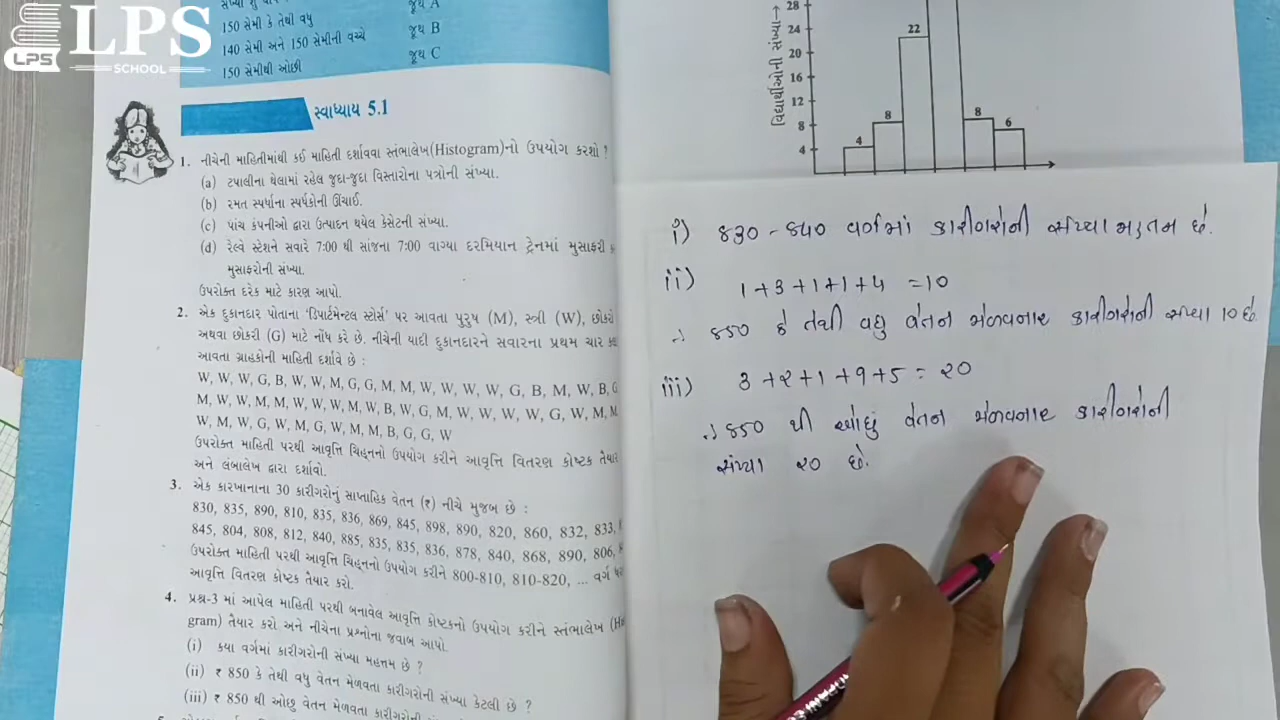 LPS
SCHOOL
LPS
150 સેમી કે તેથી વધુ
જૂથ A
140 સેમી અને 150 સેમીની વચ્ચે
જૂથ B
150 સેમીથી ઓછી
જૂથ C
સ્વાધ્યાય 5.1
1. નીચેની માહિતીમાંથી કઈ માહિતી દર્શાવવા સ્તંભાલેખ(Histogram)નો ઉપયોગ કરશો ?
(a) ટપાલીના થેલામાં રહેલ જુદા-જુદા વિસ્તારોના પત્રોની સંખ્યા.
(b) રમત સ્પર્ધાના સ્પર્ધકોની ઊંચાઈ.
(c) પાંચ કંપનીઓ દ્વારા ઉત્પાદન થયેલ કેસેટની સંખ્યા.
(d) રેલ્વે સ્ટેશને સવારે 7:00 થી સાંજના 7:00 વાગ્યા દરમિયાન ટ્રેનમાં મુસાફરી
મુસાફરોની સંખ્યા.
ઉપરોક્ત દરેક માટે કારણ આપો.
2. એક દુકાનદાર પોતાના 'ડિપાર્ટમેન્ટલ સ્ટોર્સ' પર આવતા પુરુષ (M), સ્ત્રી (W), છોકરો
અથવા છોકરી (G) માટે નોંધ કરે છે. નીચેની યાદી દુકાનદારને સવારના પ્રથમ ચાર
આવતા ગ્રાહકોની માહિતી દર્શાવે છે :
W, W, W, G, B, W, W, M, G, G, M, M, W, W, W, W, G, B, M, W, B, G
M, W, W, M, M, W, W, W, M, W, B, W, G, M, W, W, W, W, G, W, M, M
W, M, W, G, W, M, G, W, M, M, B, G, G, W
ઉપરોક્ત માહિતી પરથી આવૃત્તિ ચિહ્નનો ઉપયોગ કરીને આવૃત્તિ વિતરણ કોષ્ટક તૈયાર
અને લંબાલેખ દ્વારા દર્શાવો.
3. એક કારખાનાના 30 કારીગરોનું સાપ્તાહિક વેતન (₹) નીચે મુજબ છે :
830, 835, 890, 810, 835, 836, 869, 845, 898, 890, 820, 860, 832, 833,
845, 804, 808, 812, 840, 885, 835, 835, 836, 878, 840, 868, 890, 806,
ઉપરોક્ત માહિતી પરથી આવૃત્તિ ચિહ્નનો ઉપયોગ કરીને 800-810, 810-820, ... વર્ગ
આવૃત્તિ વિતરણ કોષ્ટક તૈયાર કરો.
4. પ્રશ્ન-3 માં આપેલ માહિતી પરથી બનાવેલ આવૃત્તિ કોષ્ટકનો ઉપયોગ કરીને સ્તંભાલેખ
gram) તૈયાર કરો અને નીચેના પ્રશ્નોના જવાબ આપો.
(i) કયા વર્ગમાં કારીગરોની સંખ્યા મહત્તમ છે ?
(ii) ₹ 850 કે તેથી વધુ વેતન મેળવતા કારીગરોની સંખ્યા કેટલી છે ?
(iii) ₹ 850 થી ઓછુ વેતન મેળવતા કારીગરોની
વિદ્યાર્થીઓની સંખ્યા→
28
24
20
16
12
8
4
4
8
22
8
6
i) ૮૩૦ - ૮૪૦ વર્ગમાં કારીગરોની સંખ્યા મહત્તમ છે.
ii) 1 + 3 + 1 + 1 + 4 = 10
∴ ૮૫૦ કે તેથી વધુ વેતન મેળવનાર કારીગરોની સંખ્યા 10 છે.
iii) 3 + ૨ + 1 + 9 + 5 = ૨૦
∴ ૮૫૦ થી ઓછું વેતન મેળવનાર કારીગરોની
સંખ્યા ૨૦ છે.